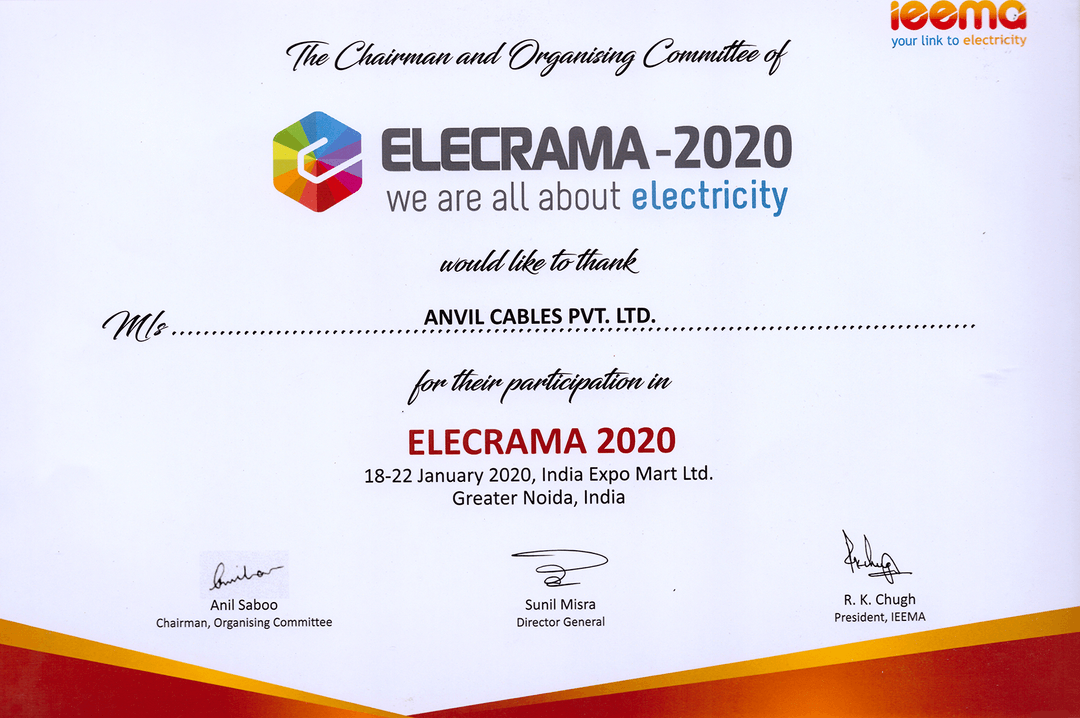 ieema
your link to electricity
The Chairman and Organising Committee of
ELECRAMA-2020
we are all about electricity
would like to thank
M/s ANVIL CABLES PVT. LTD.
for their participation in
ELECRAMA 2020
18-22 January 2020, India Expo Mart Ltd.
Greater Noida, India
Anil Saboo
Chairman, Organising Committee
Sunil Misra
Director General
R. K. Chugh
President, IEEMA